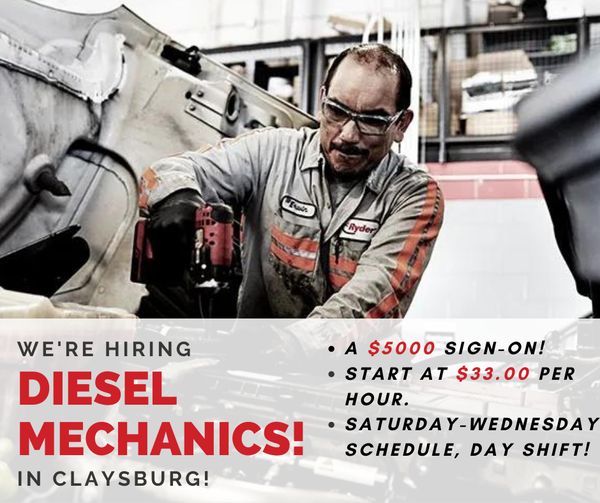 Erwin
Ryder
WE'RE HIRING
DIESEL
MECHANICS!
IN CLAYSBURG!
• A $5000 SIGN-ON!
• START AT $33.00 PER
HOUR.
• SATURDAY-WEDNESDAY
SCHEDULE, DAY SHIFT!